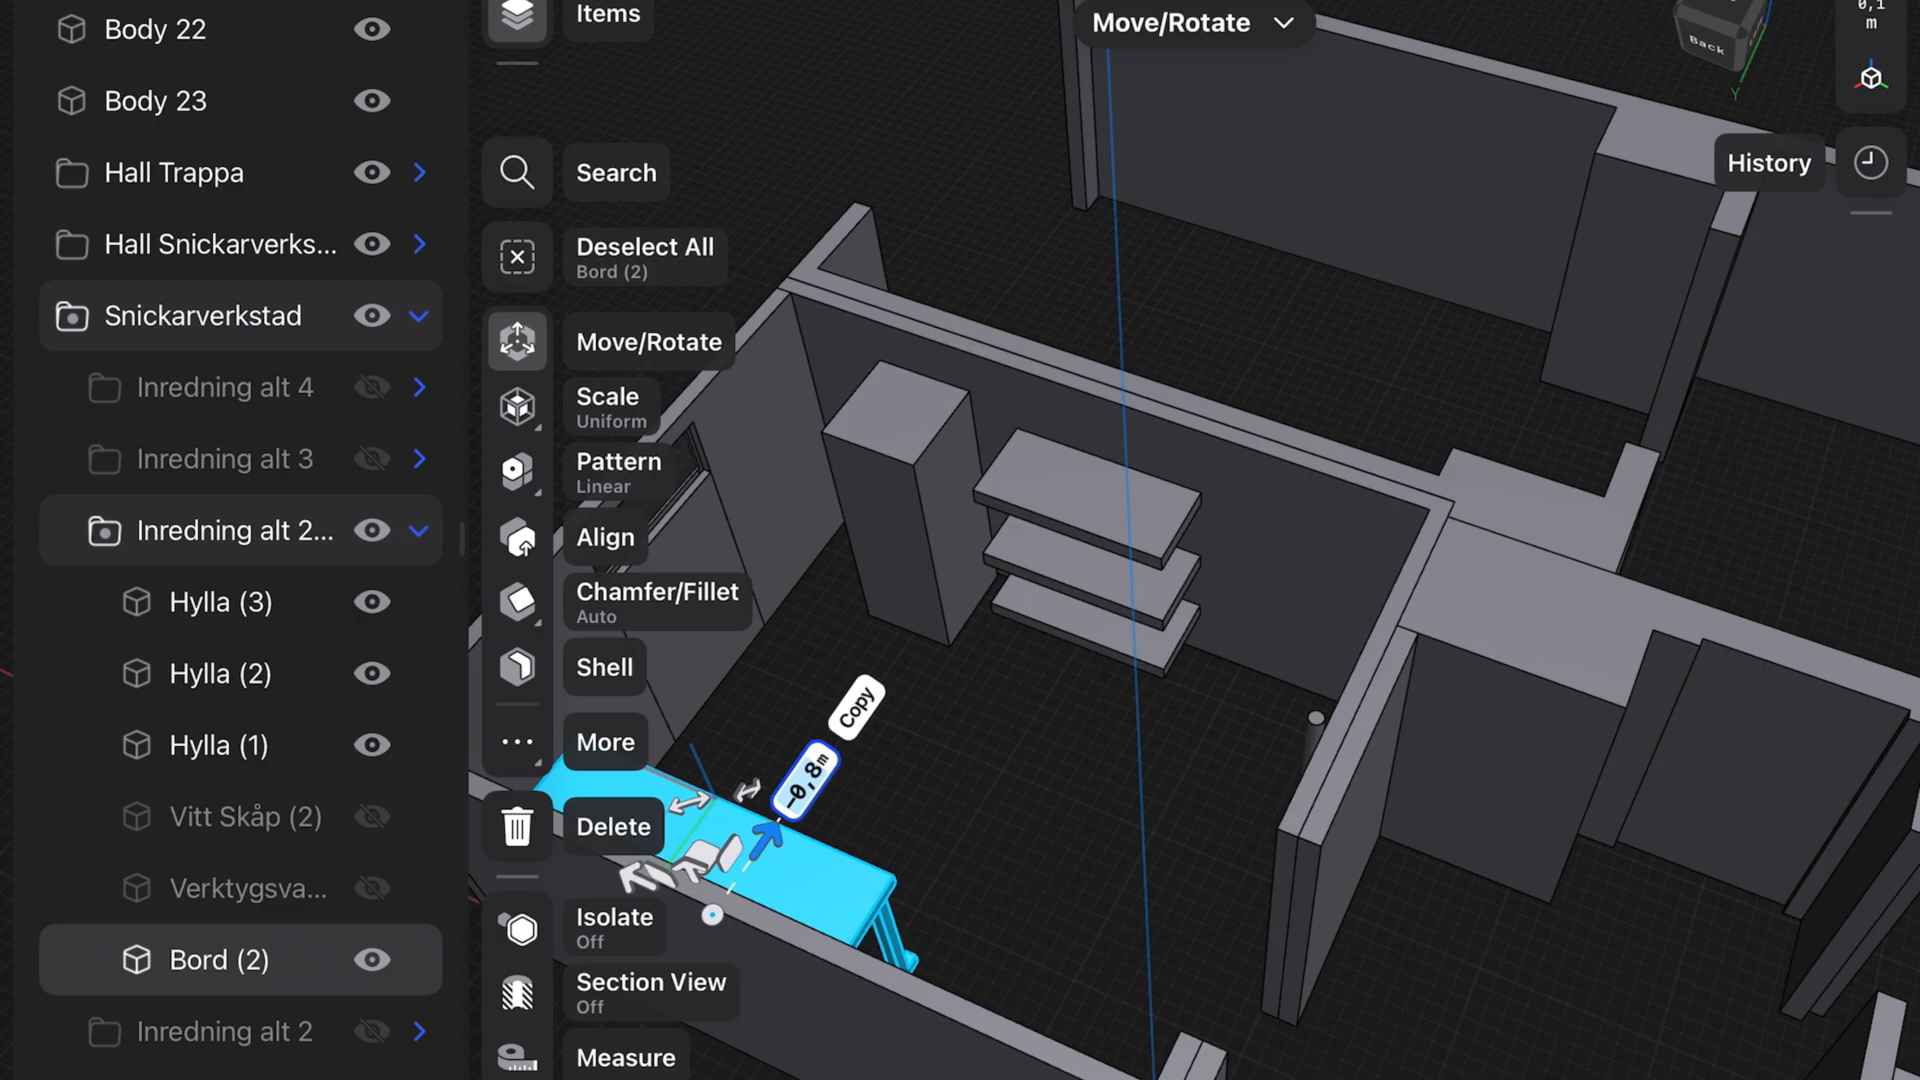 Body 22
Body 23
Hall Trappa
Hall Snickarverks...
Snickarverkstad
Inredning alt 4
Inredning alt 3
Inredning alt 2...
Hylla (3)
Hylla (2)
Hylla (1)
Vitt Skåp (2)
Verktygsva...
Bord (2)
Inredning alt 2
Items
Search
Deselect All
Bord (2)
Move/Rotate
Scale
Uniform
Pattern
Linear
Align
Chamfer/Fillet
Auto
Shell
More
Delete
Isolate
Off
Section View
Off
Measure
Move/Rotate
Copy
-0,8 m
Back
Y
0,1
m
History